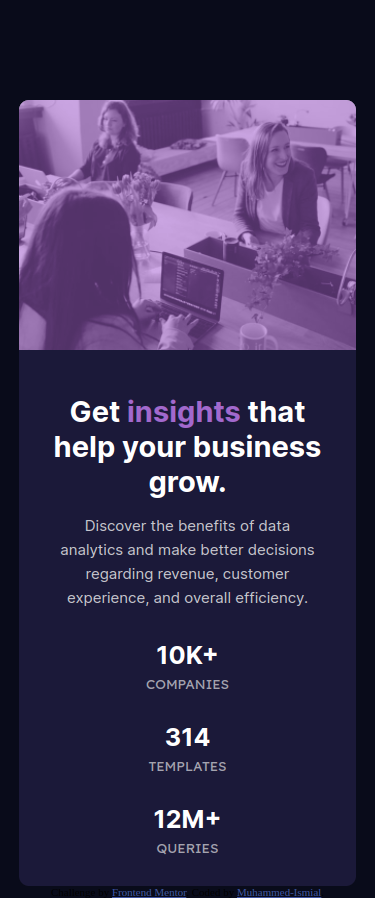 Get insights that
help your business
grow.
Discover the benefits of data
analytics and make better decisions
regarding revenue, customer
experience, and overall efficiency.
10K+
COMPANIES
314
TEMPLATES
12M+
QUERIES
Challenge by Frontend Mentor. Coded by Muhammed-Ismial